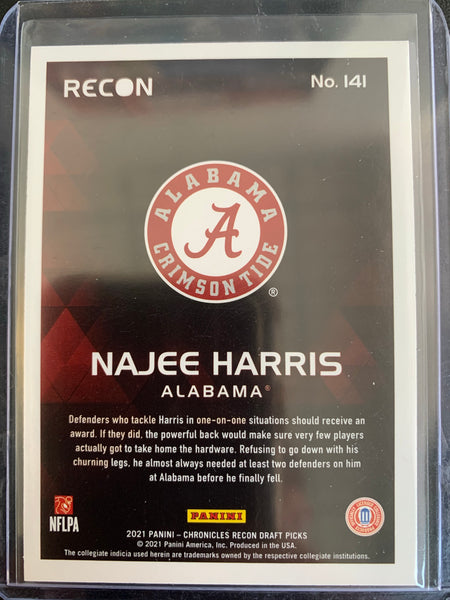 RECON
No. 141
ALABAMA
A
CRIMSON TIDE
®
NAJEE HARRIS
ALABAMA®
Defenders who tackle Harris in one-on-one situations should receive an
award. If they did, the powerful back would make sure very few players
actually got to take home the hardware. Refusing to go down with his
churning legs, he almost always needed at least two defenders on him
at Alabama before he finally fell.
NFLPA
PANINI
2021 PANINI – CHRONICLES RECON DRAFT PICKS
© 2021 Panini America, Inc. Produced in the USA.
The collegiate indicia used herein are trademarks owned by the respective collegiate institutions.